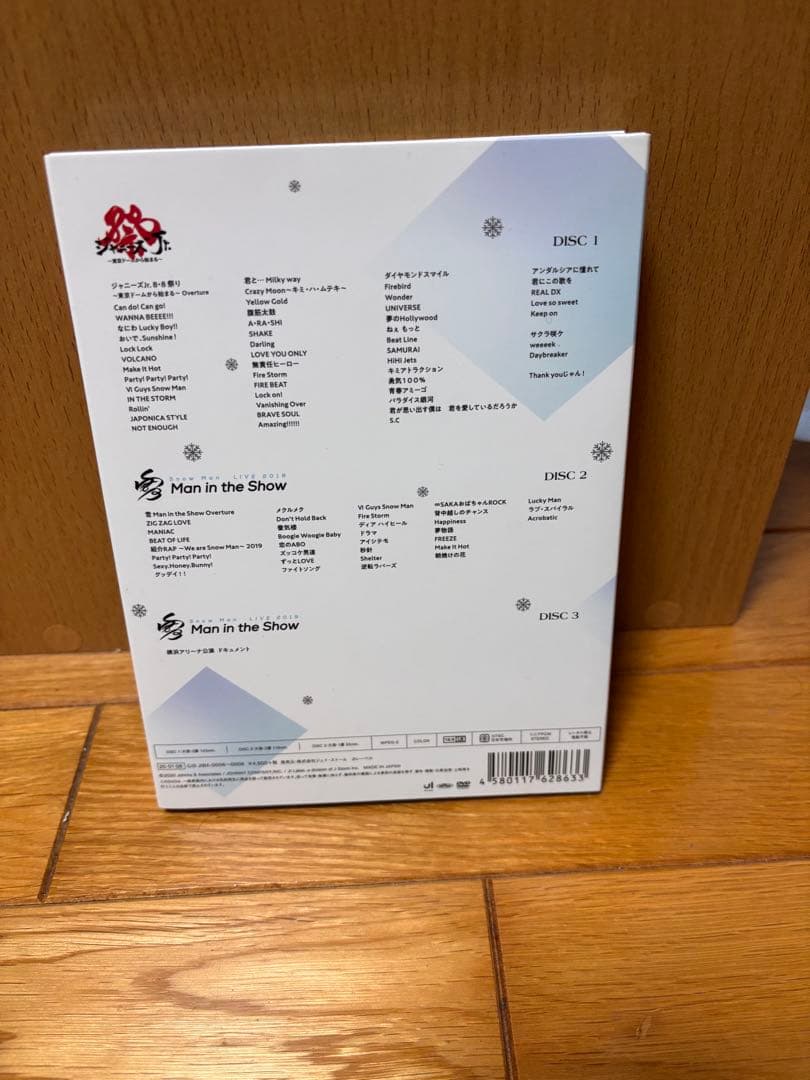 祭
ジャニーズJr.
～東京ドームから始まる～
DISC 1
ジャニーズJr. 8・8 祭り
～東京ドームから始まる～ Overture
Can do! Can go!
WANNA BEEEE!!!
なにわ Lucky Boy!!
おいで、Sunshine!
Lock Lock
VOLCANO
Make It Hot
Party! Party! Party!
Vi Guys Snow Man
IN THE STORM
Rollin'
JAPONICA STYLE
NOT ENOUGH
君と…Milky way
Crazy Moon～キミ・ハ・ムテキ～
Yellow Gold
腹筋太鼓
A・RA・SHI
SHAKE
Darling
LOVE YOU ONLY
無責任ヒーロー
Fire Storm
FIRE BEAT
Lock on!
Vanishing Over
BRAVE SOUL
Amazing!!!!!!
ダイヤモンドスマイル
Firebird
Wonder
UNIVERSE
夢のHollywood
ねぇ もっと
Beat Line
SAMURAI
HiHi Jets
キミアトラクション
勇気100%
青春アミーゴ
パラダイス銀河
君が思い出す僕は 君を愛しているだろうか
S.C
アンダルシアに憧れて
君にこの歌を
REAL DX
Love so sweet
Keep on
サクラ咲ケ
weeeek
Daybreaker
Thank youじゃん!
DISC 2
雪
Snow Man LIVE 2019
Man in the Show
雪 Man in the Show Overture
ZIG ZAG LOVE
MANIAC
BEAT OF LIFE
紹介RAP ～We are Snow Man～ 2019
Party! Party! Party!
Sexy.Honey.Bunny!
グッデイ!!
メクルメク
Don't Hold Back
蜃気楼
Boogie Woogie Baby
恋のABO
ズッコケ男道
ずっとLOVE
ファイトソング
Vi Guys Snow Man
Fire Storm
ディア ハイヒール
ドラマ
アイシテモ
秒針
Shelter
逆転ラバーズ
∞SAKAおばちゃんROCK
背中越しのチャンス
Happiness
夢物語
FREEZE
Make It Hot
朝焼けの花
Lucky Man
ラブ・スパイラル
Acrobatic
DISC 3
雪
Snow Man LIVE 2019
Man in the Show
横浜アリーナ公演 ドキュメント
MPEG-2
COLOR
STEREO
MADE IN JAPAN
4 580117 628633